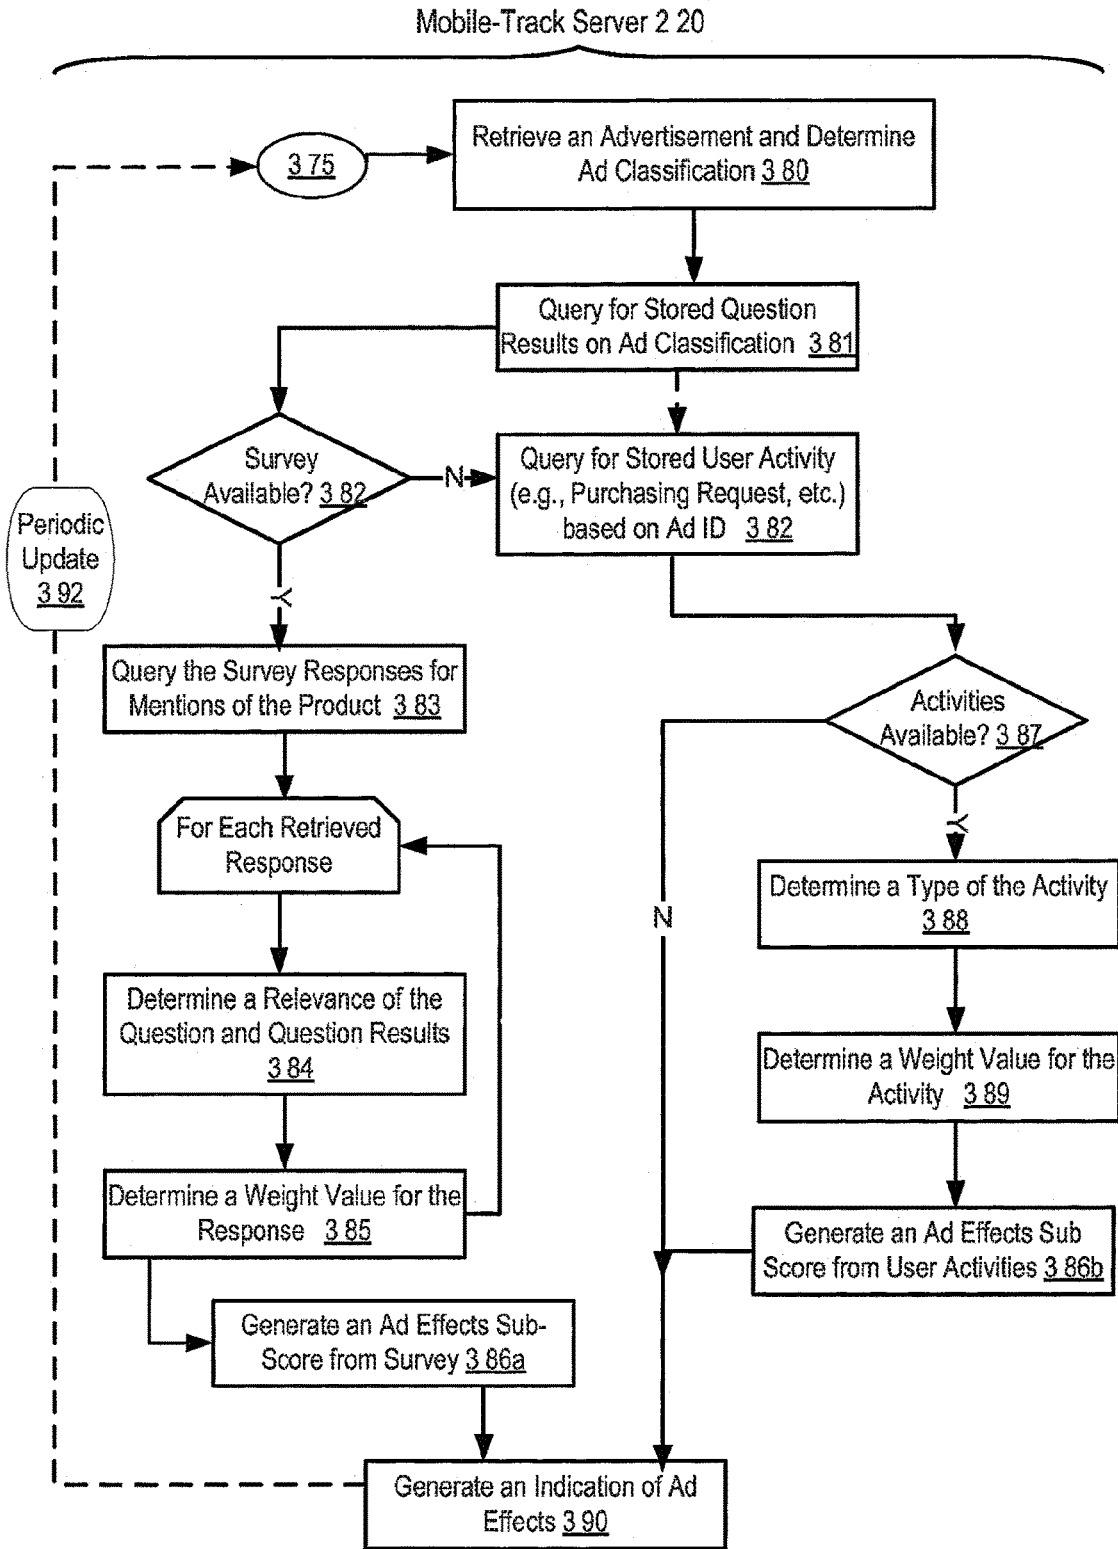 Mobile-Track Server 2 20
3 75
Retrieve an Advertisement and Determine
Ad Classification 3 80
Query for Stored Question
Results on Ad Classification 3 81
Survey
Available? 3 82
N
Query for Stored User Activity
(e.g., Purchasing Request, etc.)
based on Ad ID 3 82
Periodic
Update
3 92
Y
Query the Survey Responses for
Mentions of the Product 3 83
Activities
Available? 3 87
Y
For Each Retrieved
Response
N
Determine a Type of the Activity
3 88
Determine a Relevance of the
Question and Question Results
3 84
Determine a Weight Value for the
Activity 3 89
Determine a Weight Value for the
Response 3 85
Generate an Ad Effects Sub
Score from User Activities 3 86b
Generate an Ad Effects Sub-
Score from Survey 3 86a
Generate an Indication of Ad
Effects 3 90